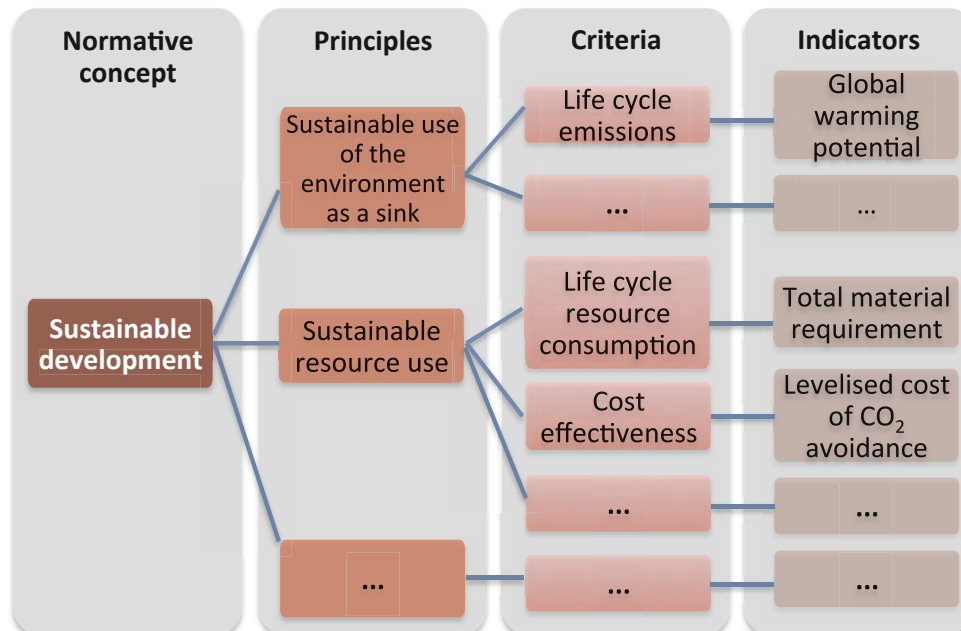 Normative
concept
Principles
Criteria
Indicators
Sustainable
development
Sustainable use
of the
environment
as a sink
Sustainable
resource use
...
Life cycle
emissions
...
Life cycle
resource
consumption
Cost
effectiveness
...
...
Global
warming
potential
...
Total material
requirement
Levelised cost
of CO₂
avoidance
...
...